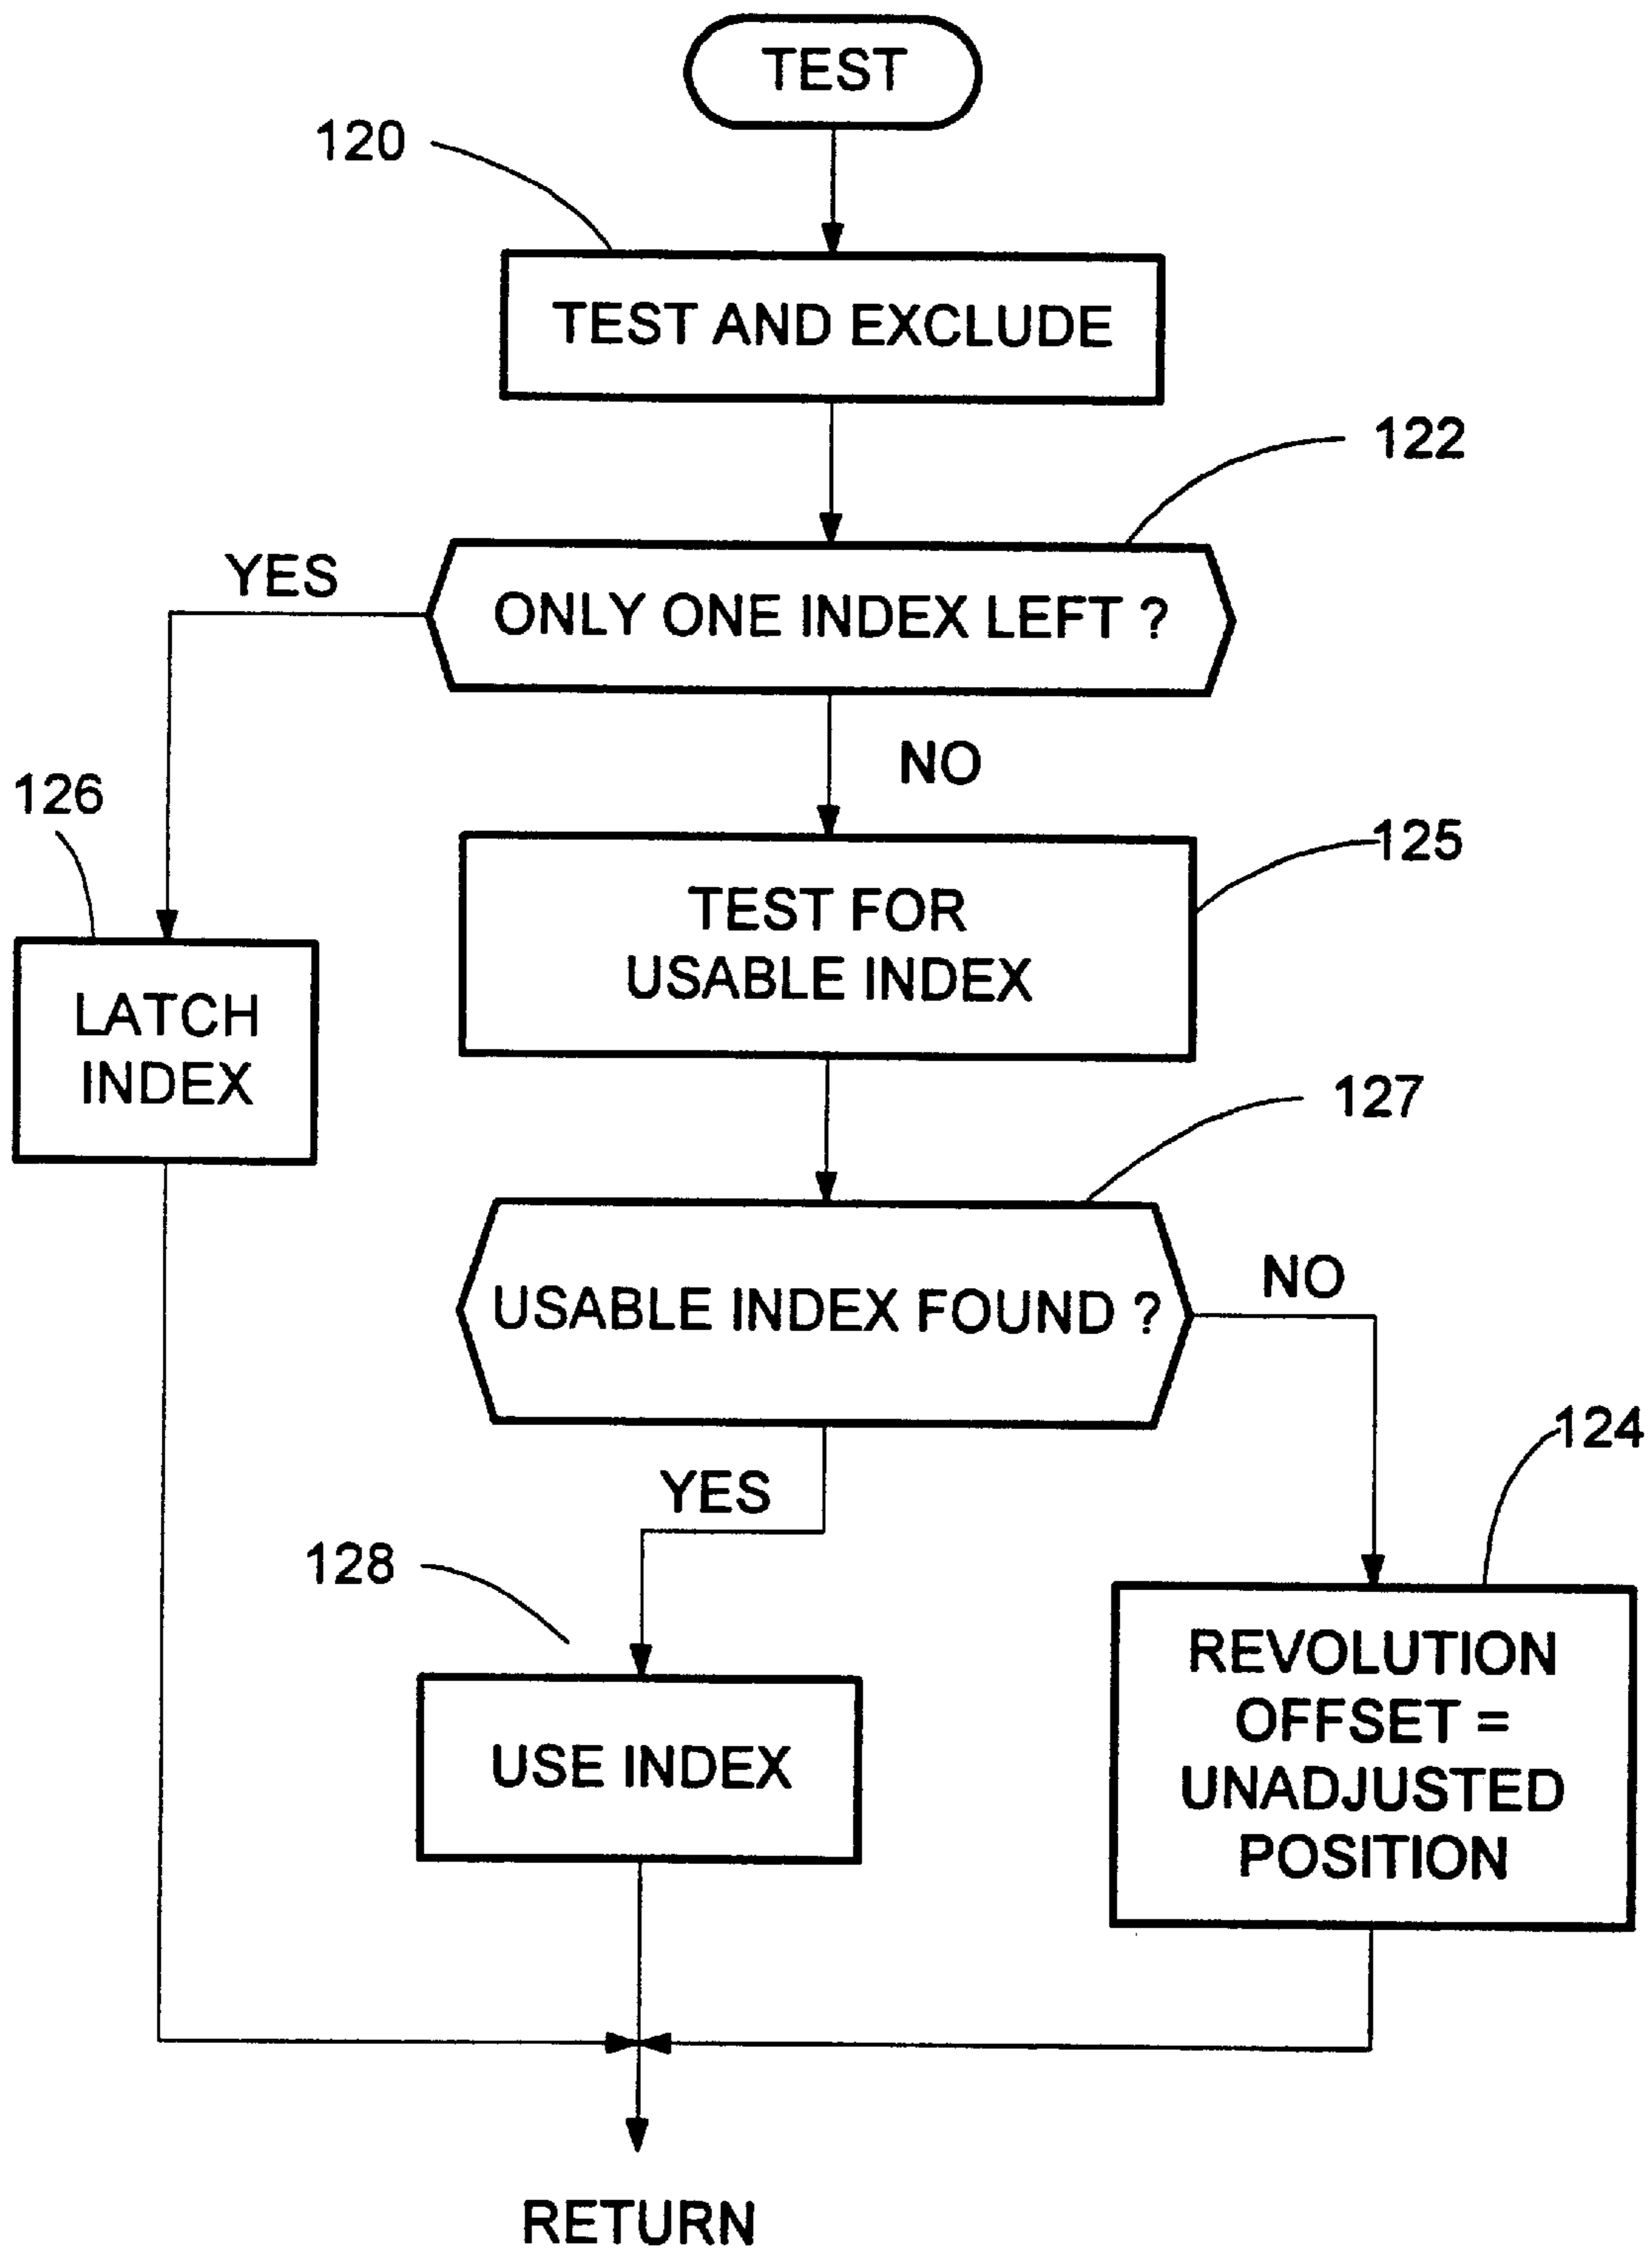 TEST
120
TEST AND EXCLUDE
122
YES
ONLY ONE INDEX LEFT ?
NO
126
125
TEST FOR
USABLE INDEX
LATCH
INDEX
127
NO
USABLE INDEX FOUND ?
124
YES
128
REVOLUTION
OFFSET =
UNADJUSTED
POSITION
USE INDEX
RETURN